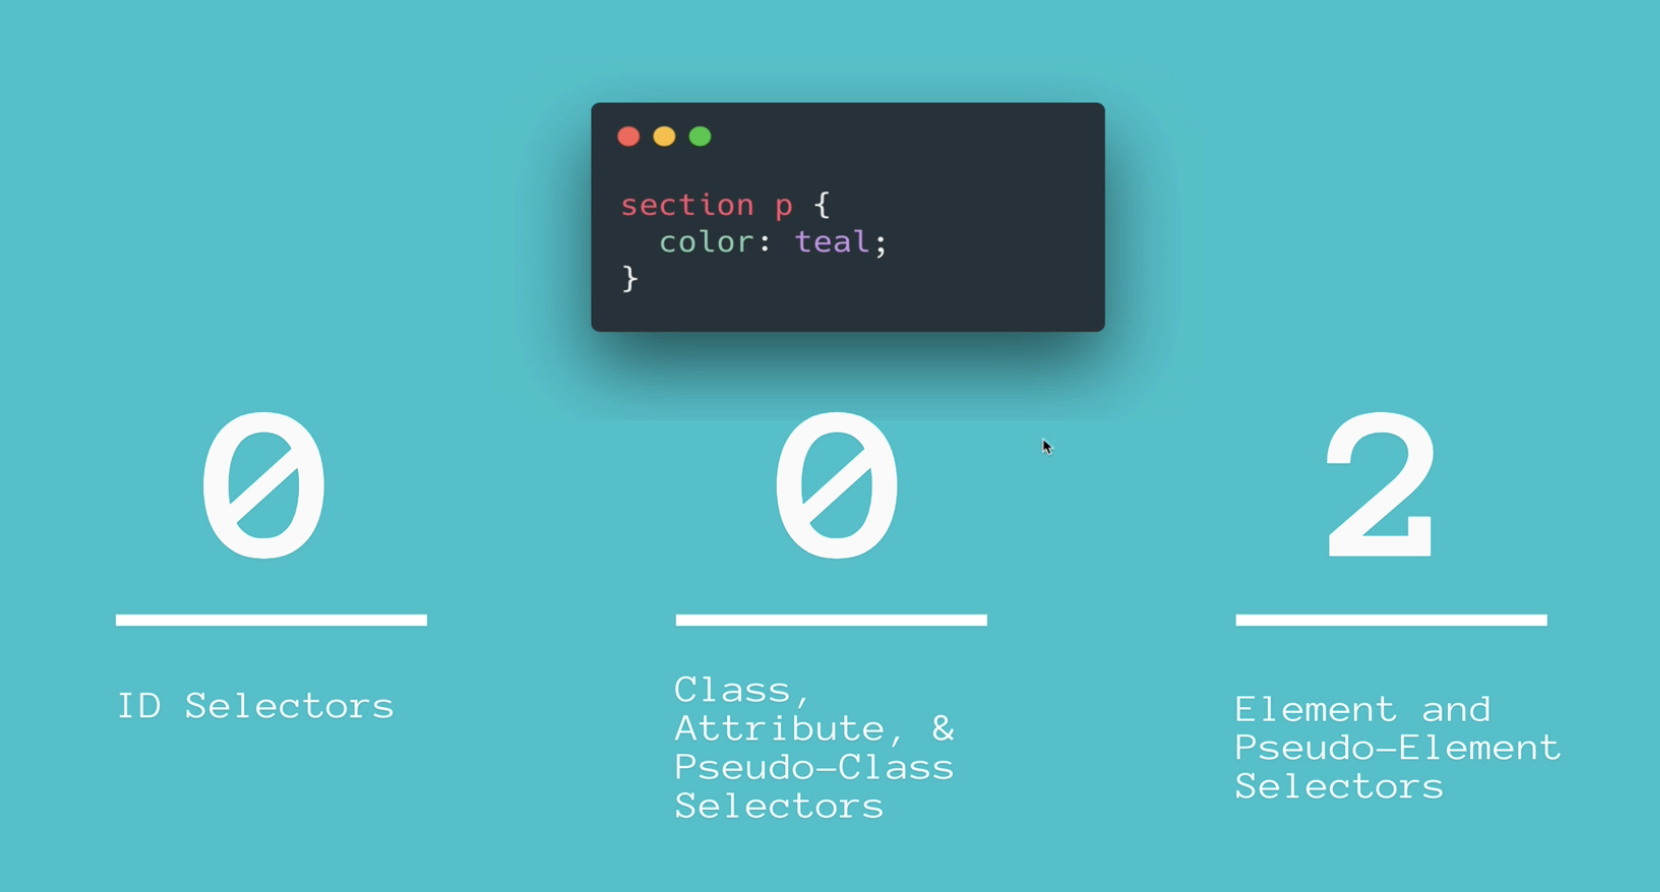 section p {
  color: teal;
}
0
0
2
ID Selectors
Class,
Attribute, &
Pseudo-Class
Selectors
Element and
Pseudo-Element
Selectors